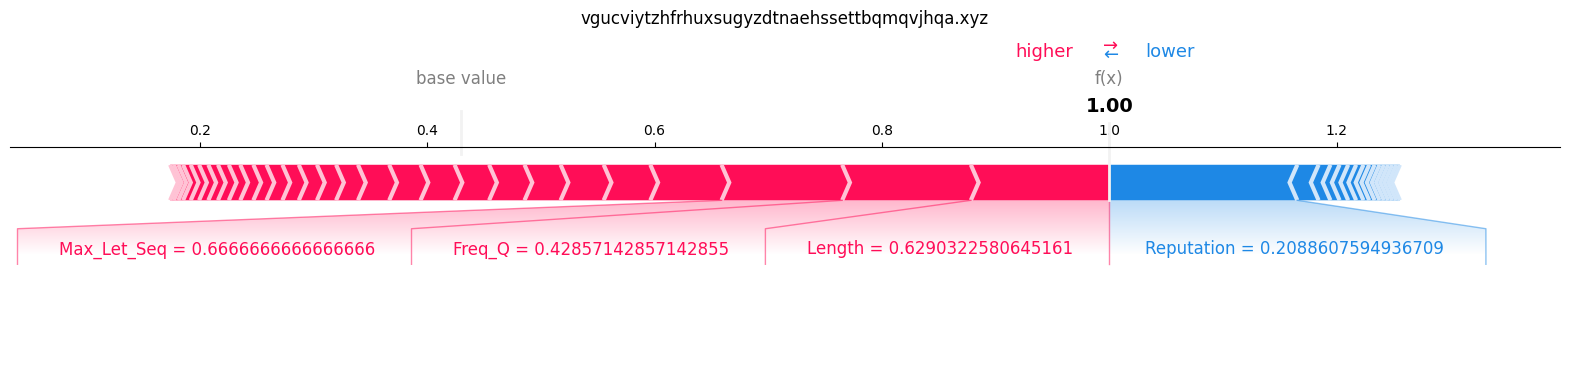 vgucviytzhfrhuxsugyzdtnaehssettbqmqvjhqa.xyz
higher ⇄ lower
base value f(x)
1.00
0.2 0.4 0.6 0.8 1.0 1.2
Max_Let_Seq = 0.6666666666666666 Freq_Q = 0.42857142857142855 Length = 0.6290322580645161 Reputation = 0.2088607594936709